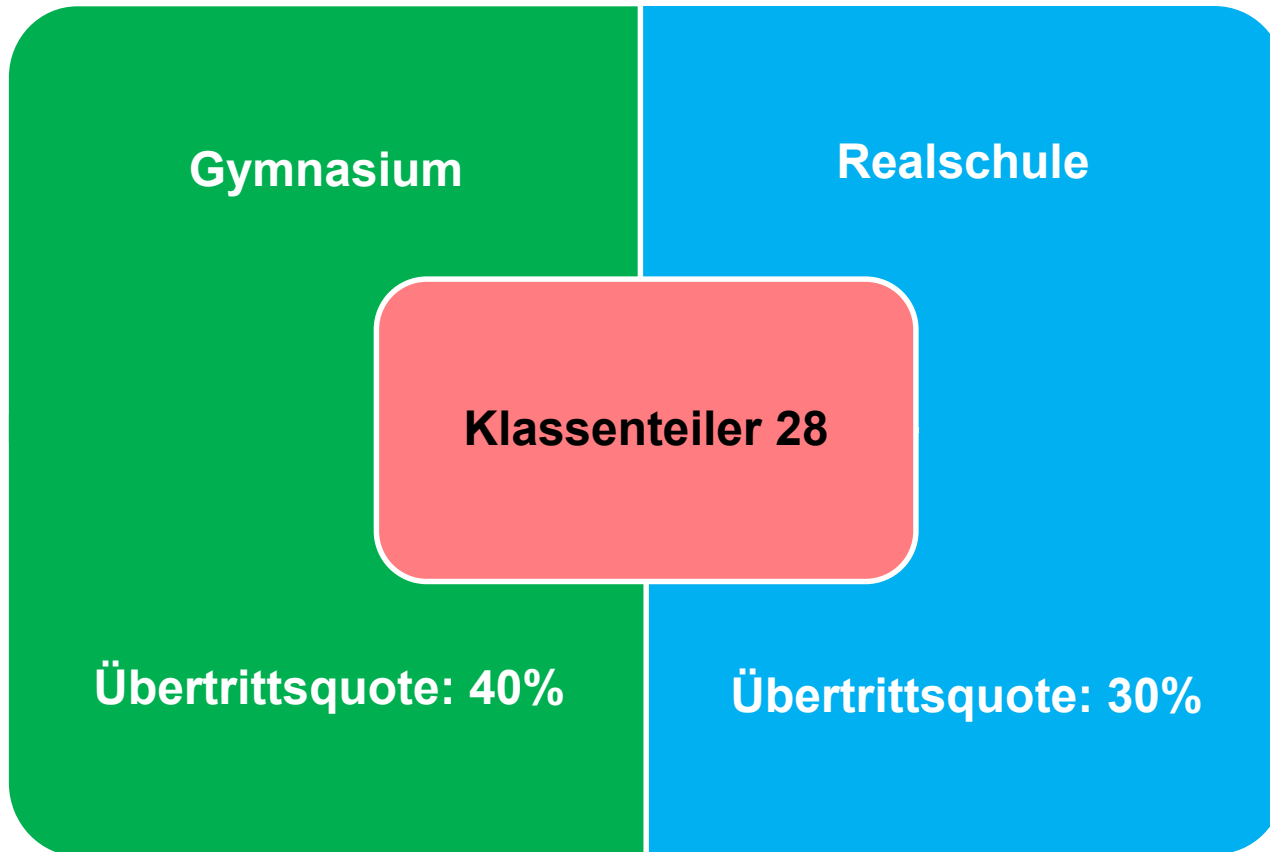 Gymnasium
Realschule
Klassenteiler 28
Übertrittsquote: 40%
Übertrittsquote: 30%